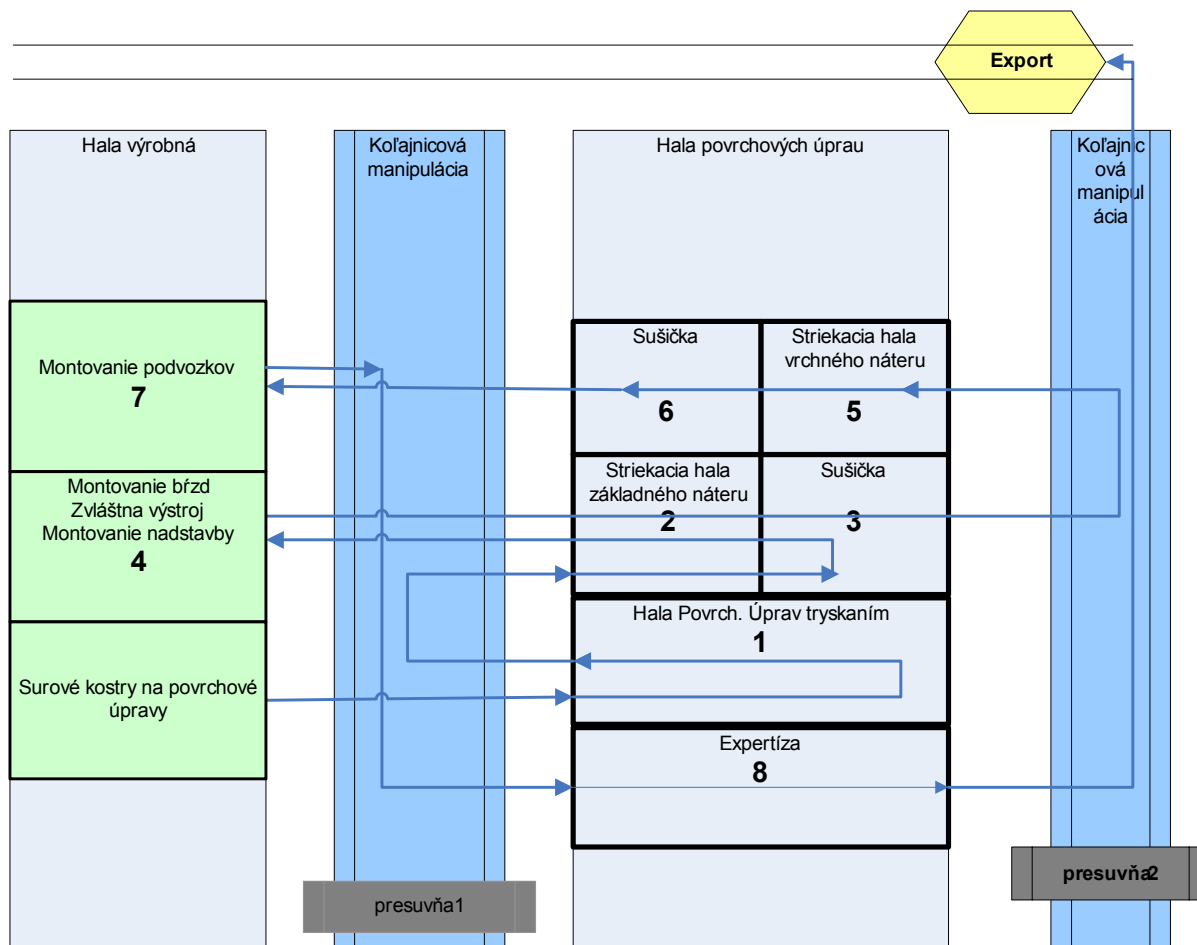 Export
Hala výrobná
Koľajnicová
manipulácia
Hala povrchových úprau
Koľajnic
ová
manipul
ácia
Montovanie podvozkov
7
Sušička
6
Striekacia hala
vrchného náteru
5
Montovanie bŕzd
Zvláštna výstroj
Montovanie nadstavby
4
Striekacia hala
základného náteru
2
Sušička
3
Hala Povrch. Úprav tryskaním
1
Surové kostry na povrchové
úpravy
Expertíza
8
presuvňa1
presuvňa2